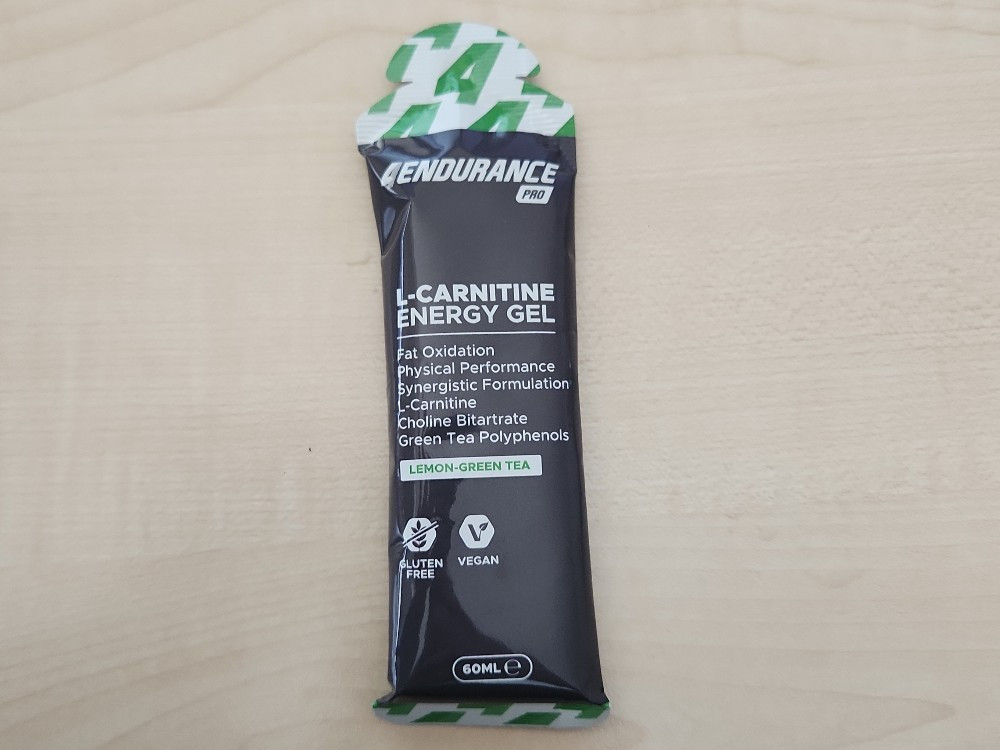 4ENDURANCE
PRO
L-CARNITINE
ENERGY GEL
Fat Oxidation
Physical Performance
Synergistic Formulation
L-Carnitine
Choline Bitartrate
Green Tea Polyphenols
LEMON-GREEN TEA
GLUTEN
FREE
VEGAN
60ML ℮